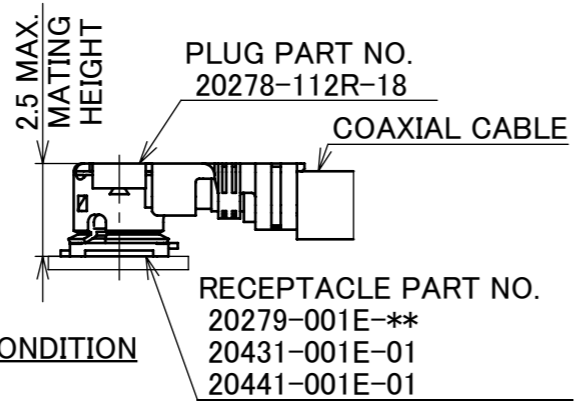 2.5 MAX.
MATING
HEIGHT
PLUG PART NO.
20278-112R-18
COAXIAL CABLE
RECEPTACLE PART NO.
20279-001E-**
20431-001E-01
20441-001E-01
ONDITION